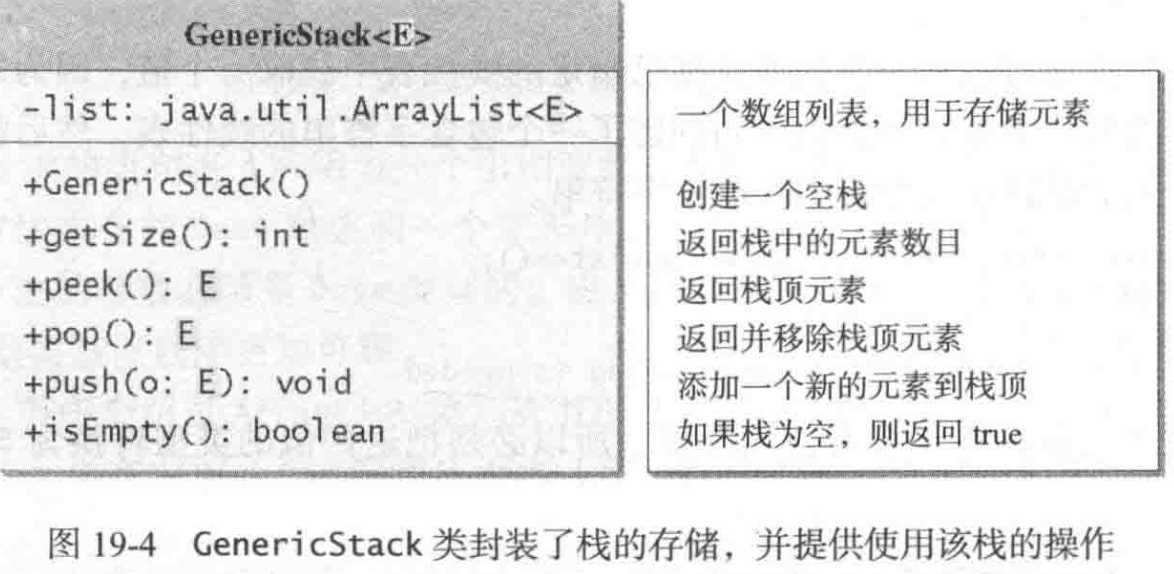 GenericStack<E>
-list: java.util.ArrayList<E>
+GenericStack()
+getSize(): int
+peek(): E
+pop(): E
+push(o: E): void
+isEmpty(): boolean
一个数组列表，用于存储元素
创建一个空栈
返回栈中的元素数目
返回栈顶元素
返回并移除栈顶元素
添加一个新的元素到栈顶
如果栈为空，则返回 true
图 19-4 GenericStack 类封装了栈的存储，并提供使用该栈的操作